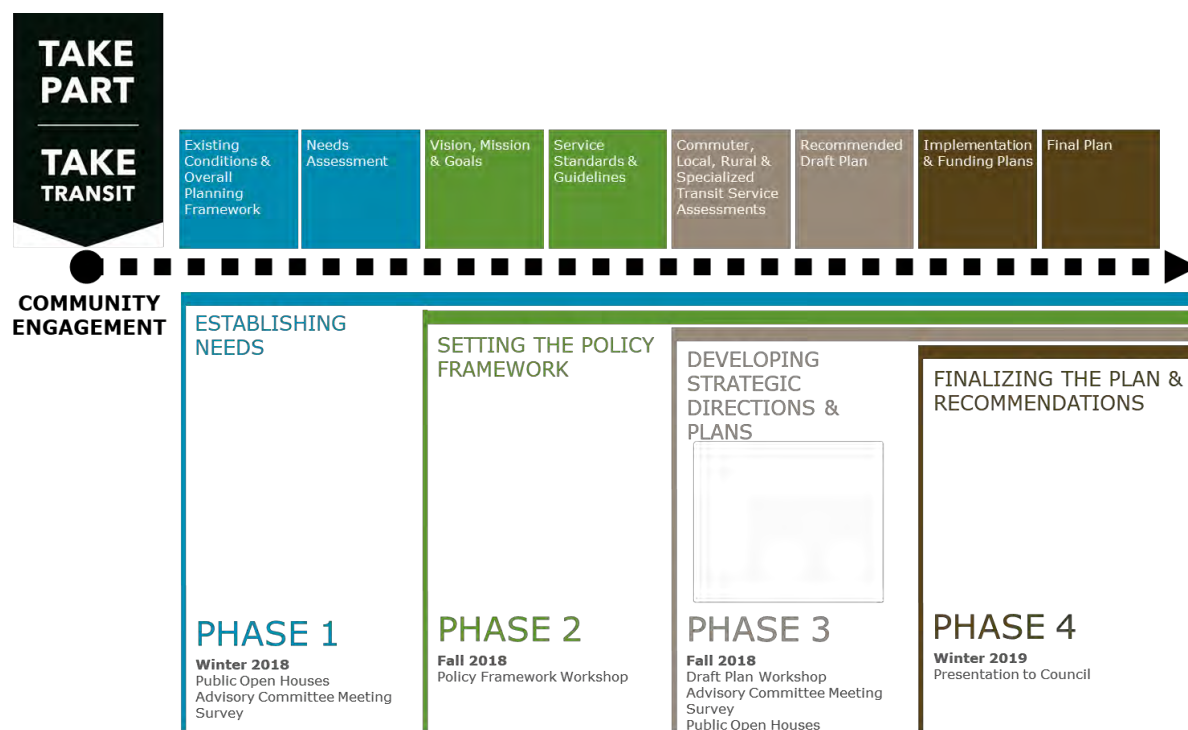 TAKE
PART
TAKE
TRANSIT
Existing
Conditions &
Overall
Planning
Framework
Needs
Assessment
Vision, Mission
& Goals
Service
Standards &
Guidelines
Commuter,
Local, Rural &
Specialized
Transit Service
Assessments
Recommended
Draft Plan
Implementation
& Funding Plans
Final Plan
COMMUNITY
ENGAGEMENT
ESTABLISHING
NEEDS
PHASE 1
Winter 2018
Public Open Houses
Advisory Committee Meeting
Survey
SETTING THE POLICY
FRAMEWORK
PHASE 2
Fall 2018
Policy Framework Workshop
DEVELOPING
STRATEGIC
DIRECTIONS &
PLANS
PHASE 3
Fall 2018
Draft Plan Workshop
Advisory Committee Meeting
Survey
Public Open Houses
FINALIZING THE PLAN &
RECOMMENDATIONS
PHASE 4
Winter 2019
Presentation to Council